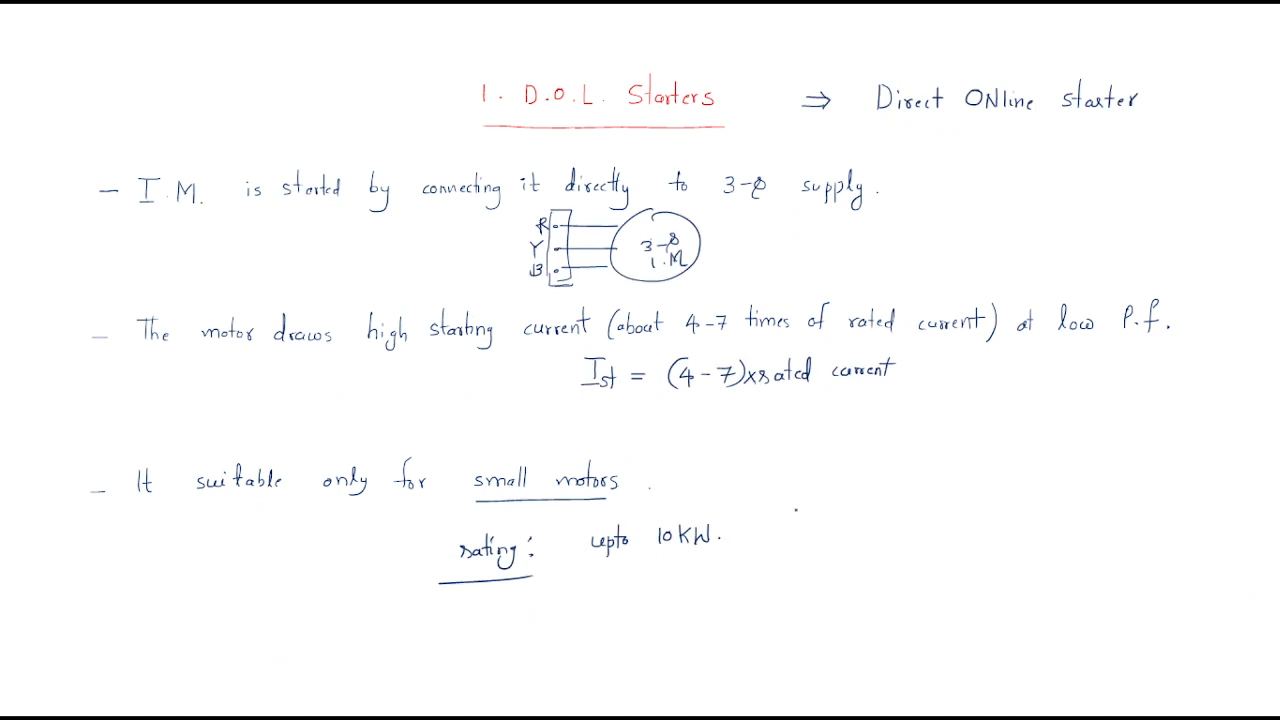 1. D.O.L. Starters ⇒ Direct ONline starter
- I.M. is started by connecting it directly to 3-φ supply.
R
Y
B
3-φ
I.M
- The motor draws high starting current (about 4-7 times of rated current) at low P.f.
Ist = (4-7)×rated current
- It suitable only for small motors.
rating: upto 10KW.